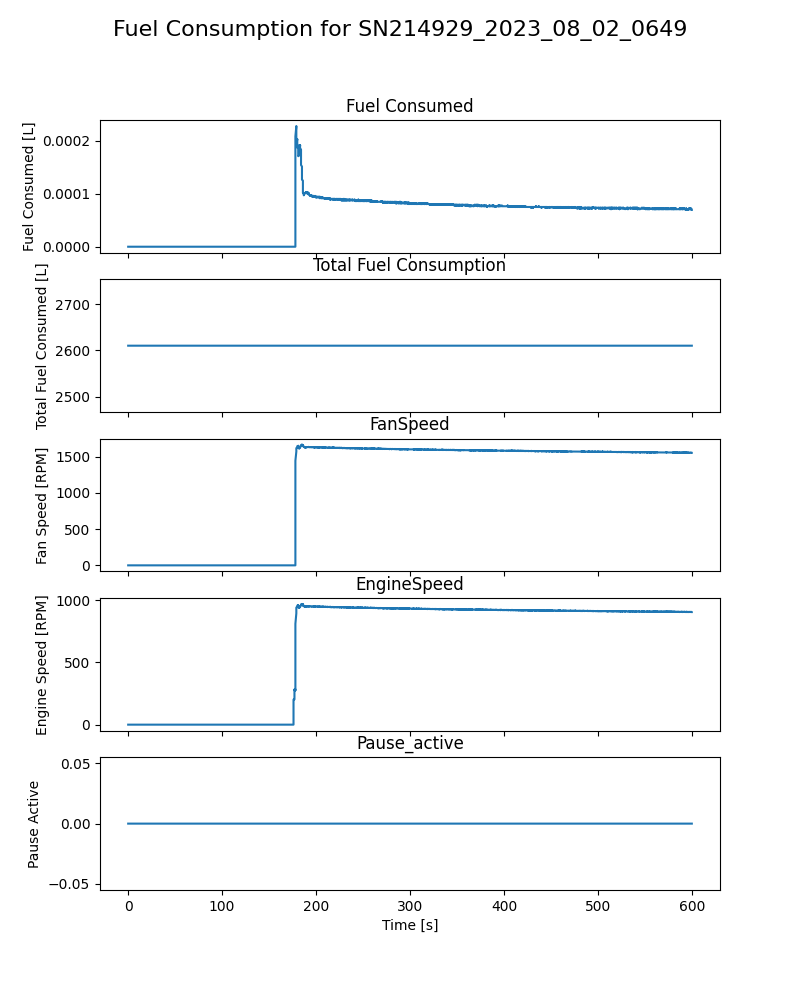 Fuel Consumption for SN214929_2023_08_02_0649
Fuel Consumed
Fuel Consumed [L]
0.0002
0.0001
0.0000
Total Fuel Consumption
Total Fuel Consumed [L]
2700
2600
2500
FanSpeed
Fan Speed [RPM]
1500
1000
500
0
EngineSpeed
Engine Speed [RPM]
1000
500
0
Pause_active
Pause Active
0.05
0.00
−0.05
0 100 200 300 400 500 600
Time [s]